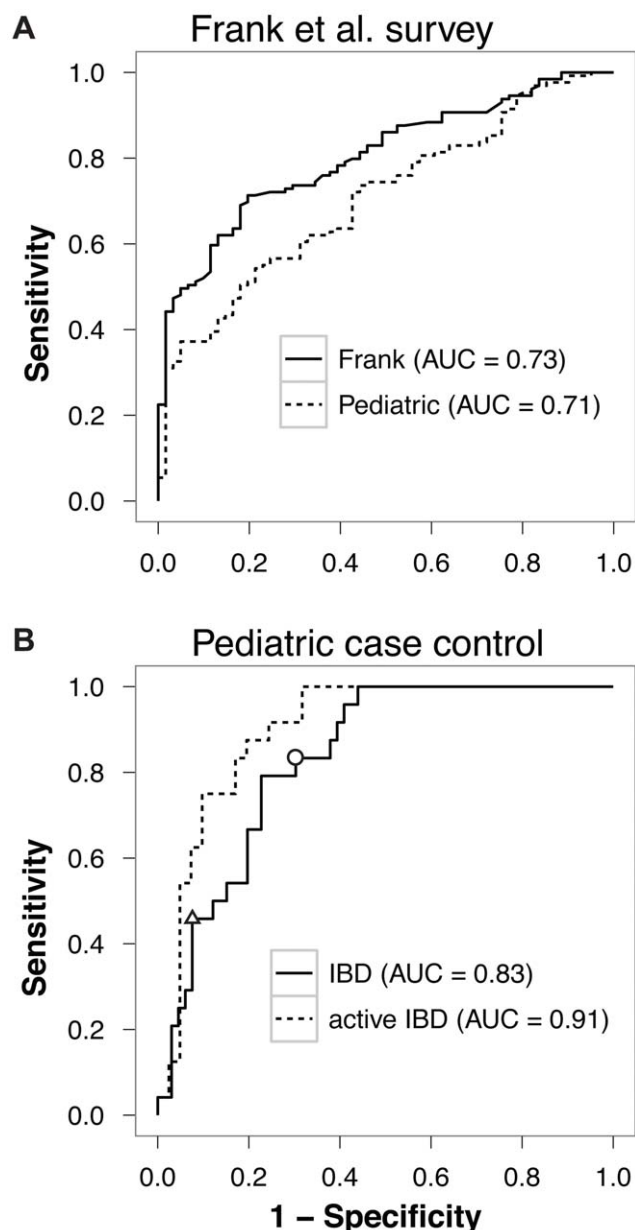 A
Frank et al. survey
Sensitivity
1.0
0.8
0.6
0.4
0.2
0.0
Frank (AUC = 0.73)
Pediatric (AUC = 0.71)
0.0 0.2 0.4 0.6 0.8 1.0
B
Pediatric case control
Sensitivity
1.0
0.8
0.6
0.4
0.2
0.0
IBD (AUC = 0.83)
active IBD (AUC = 0.91)
0.0 0.2 0.4 0.6 0.8 1.0
1 – Specificity